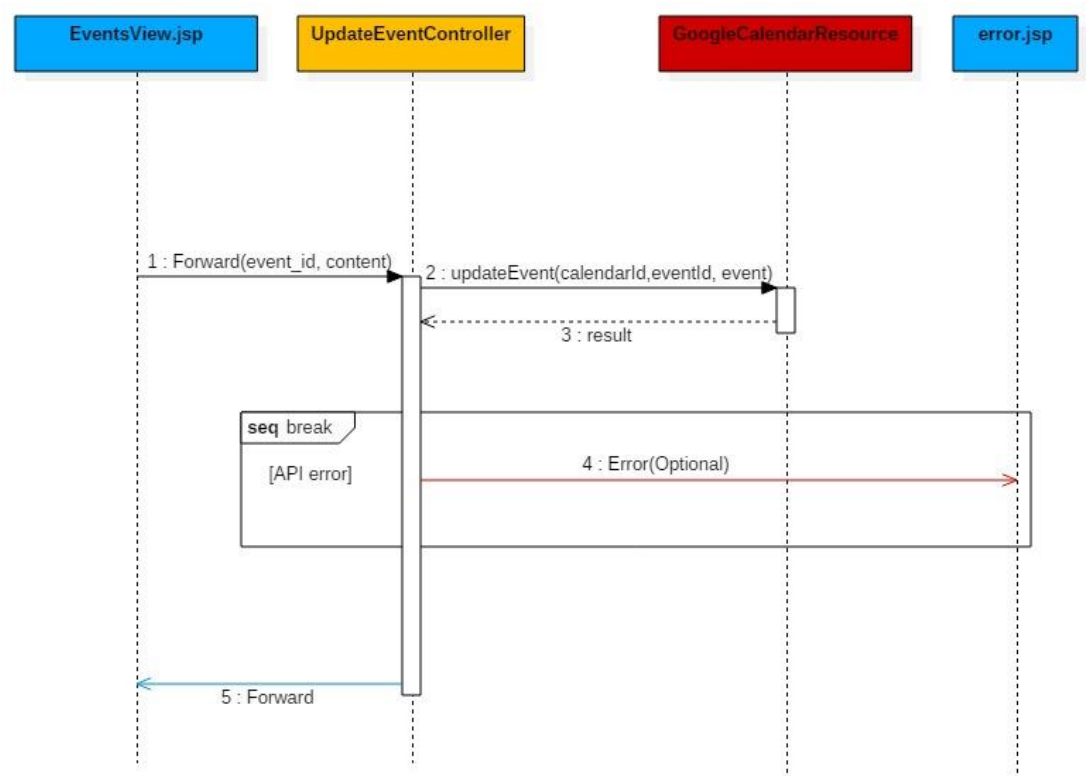 EventsView.jsp
UpdateEventController
GoogleCalendarResource
error.jsp
1 : Forward(event_id, content)
2 : updateEvent(calendarId,eventId, event)
3 : result
seq break
[API error]
4 : Error(Optional)
5 : Forward